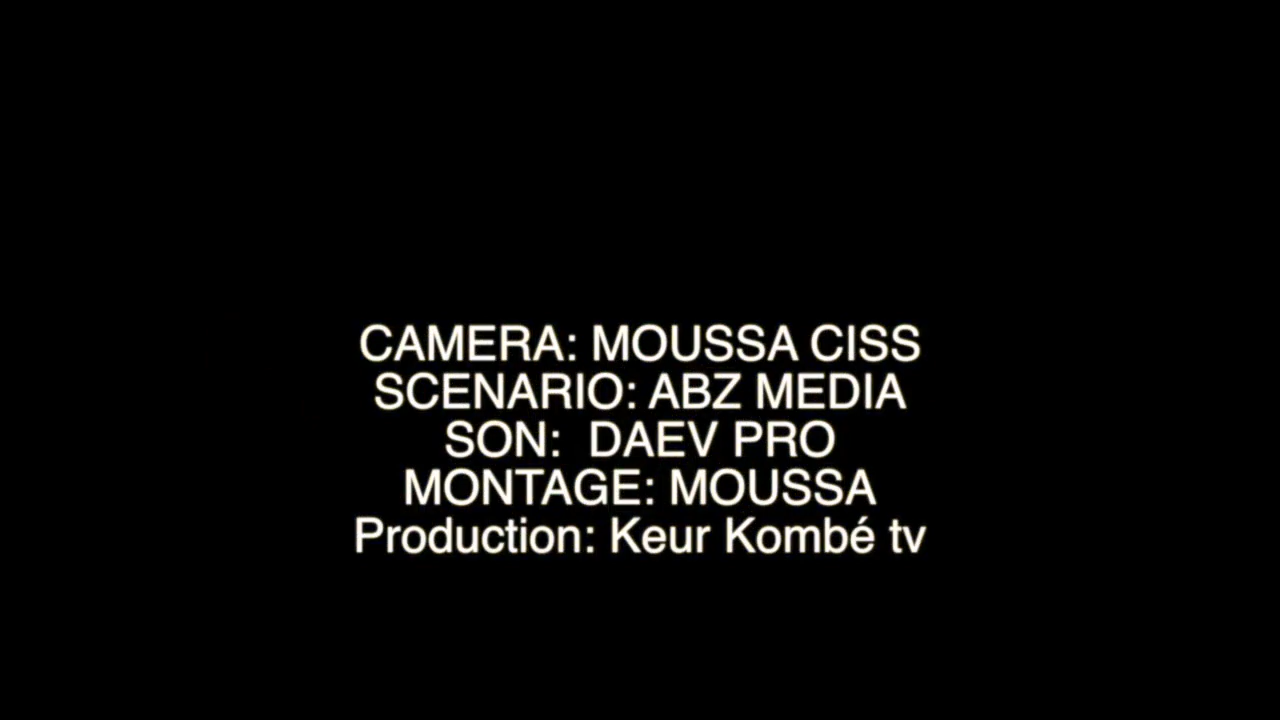 CAMERA: MOUSSA CISS
SCENARIO: ABZ MEDIA
SON: DAEV PRO
MONTAGE: MOUSSA
Production: Keur Kombé tv